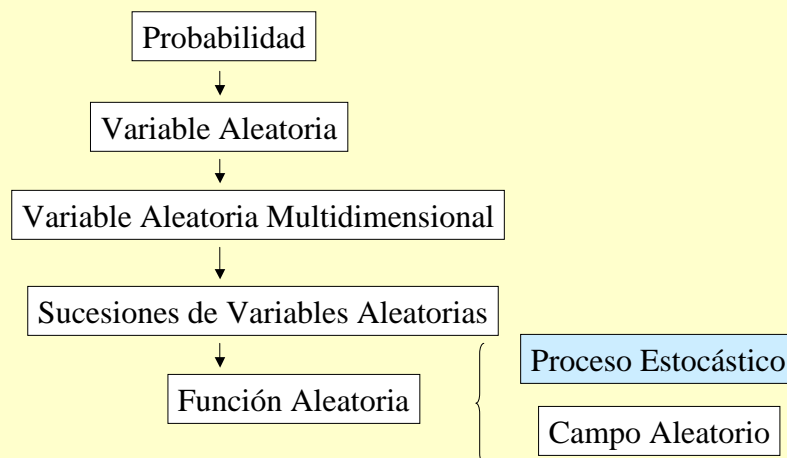 Probabilidad
Variable Aleatoria
Variable Aleatoria Multidimensional
Sucesiones de Variables Aleatorias
Proceso Estocástico
Función Aleatoria
Campo Aleatorio